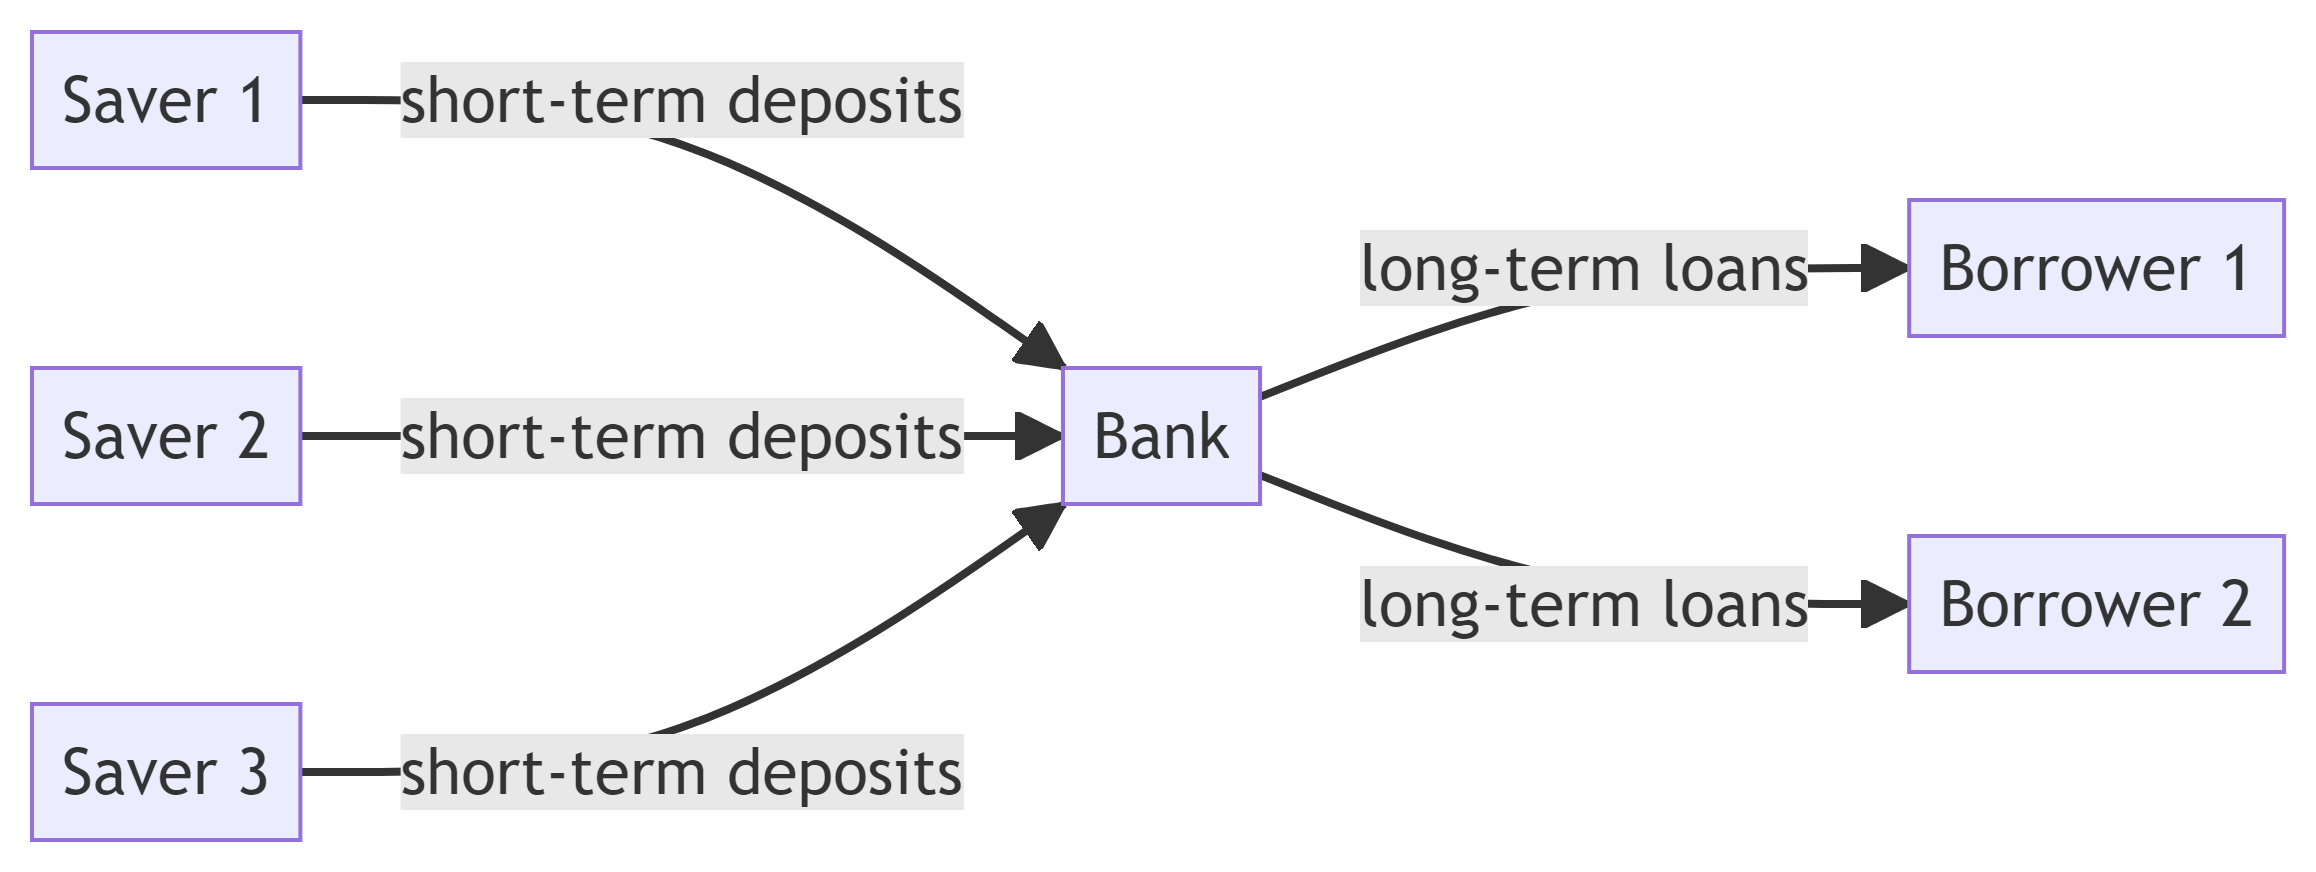 Saver 1
short-term deposits
Saver 2
short-term deposits
Saver 3
short-term deposits
Bank
long-term loans
Borrower 1
long-term loans
Borrower 2